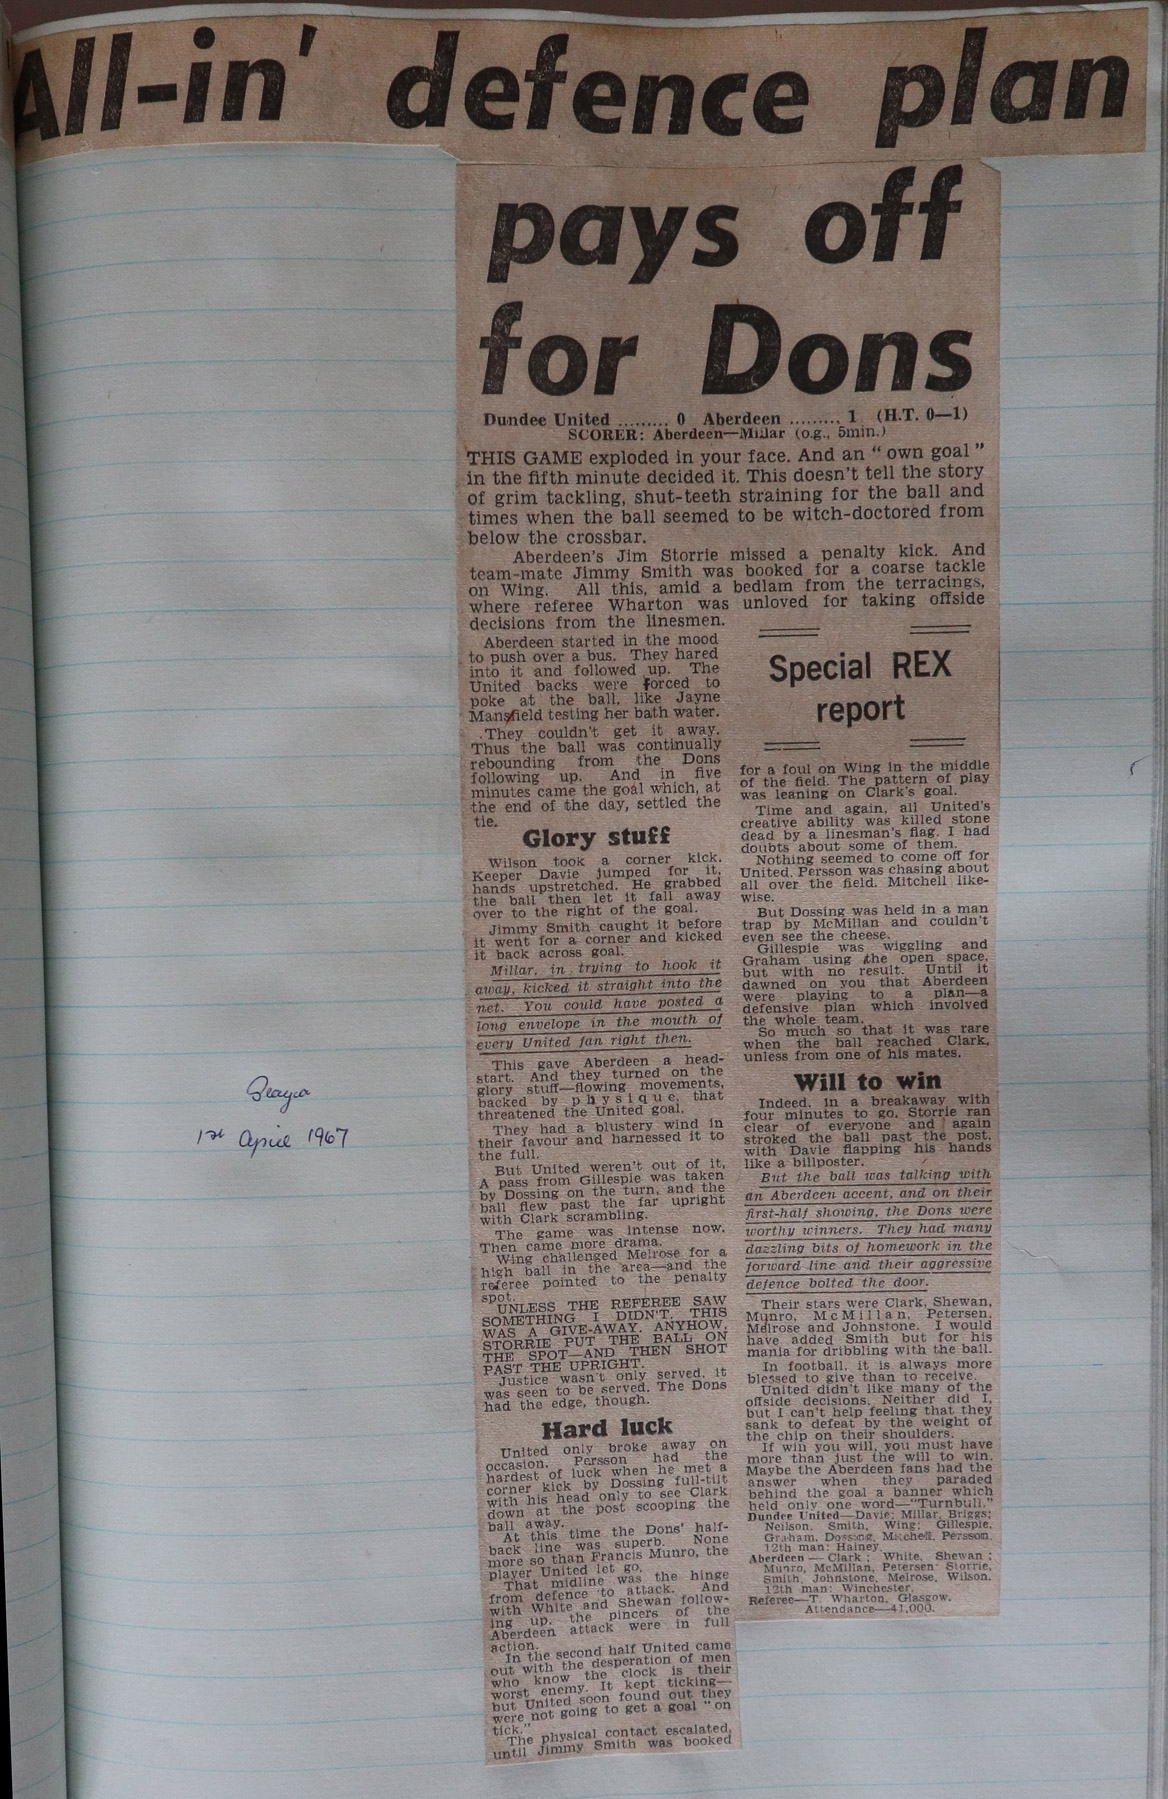 All-in' defence plan
pays off
for Dons
Dundee United ......... 0 Aberdeen ......... 1 (H.T. 0—1)
SCORER: Aberdeen—Millar (o.g., 5min.)
THIS GAME exploded in your face. And an "own goal"
in the fifth minute decided it. This doesn't tell the story
of grim tackling, shut-teeth straining for the ball and
times when the ball seemed to be witch-doctored from
below the crossbar.
Aberdeen's Jim Storrie missed a penalty kick. And
team-mate Jimmy Smith was booked for a coarse tackle
on Wing. All this, amid a bedlam from the terracings,
where referee Wharton was unloved for taking offside
decisions from the linesmen.
Aberdeen started in the mood
to push over a bus. They hared
into it and followed up. The
United backs were forced to
poke at the ball, like Jayne
Mansfield testing her bath water.
They couldn't get it away.
Thus the ball was continually
rebounding from the Dons
following up. And in five
minutes came the goal which, at
the end of the day, settled the
tie.
Glory stuff
Wilson took a corner kick.
Keeper Davie jumped for it,
hands upstretched. He grabbed
the ball then let it fall away
over to the right of the goal.
Jimmy Smith caught it before
it went for a corner and kicked
it back across goal.
Millar, in trying to hook it
away, kicked it straight into the
net. You could have posted a
long envelope in the mouth of
every United fan right then.
This gave Aberdeen a head-
start. And they turned on the
glory stuff—flowing movements,
backed by physique, that
threatened the United goal.
They had a blustery wind in
their favour and harnessed it to
the full.
But United weren't out of it.
A pass from Gillespie was taken
by Dossing on the turn, and the
ball flew past the far upright
with Clark scrambling.
The game was intense now.
Then came more drama.
Wing challenged Melrose for a
high ball in the area—and the
referee pointed to the penalty
spot.
UNLESS THE REFEREE SAW
SOMETHING I DIDN'T, THIS
WAS A GIVE-AWAY. ANYHOW,
STORRIE PUT THE BALL ON
THE SPOT—AND THEN SHOT
PAST THE UPRIGHT.
Justice wasn't only served, it
was seen to be served. The Dons
had the edge, though.
Hard luck
United only broke away on
occasion. Persson had the
hardest of luck when he met a
corner kick by Dossing full-tilt
with his head only to see Clark
down at the post scooping the
ball away.
At this time the Dons' half-
back line was superb. None
more so than Francis Munro, the
player United let go.
That midline was the hinge
from defence to attack. And
with White and Shewan follow-
ing up, the pincers of the
Aberdeen attack were in full
action.
In the second half United came
out with the desperation of men
who know the clock is their
worst enemy. It kept ticking—
but United soon found out they
were not going to get a goal "on
tick."
The physical contact escalated,
until Jimmy Smith was booked
Special REX
report
for a foul on Wing in the middle
of the field. The pattern of play
was leaning on Clark's goal.
Time and again, all United's
creative ability was killed stone
dead by a linesman's flag. I had
doubts about some of them.
Nothing seemed to come off for
United. Persson was chasing about
all over the field. Mitchell like-
wise.
But Dossing was held in a man
trap by McMillan and couldn't
even see the cheese.
Gillespie was wiggling and
Graham using the open space,
but with no result. Until it
dawned on you that Aberdeen
were playing to a plan—a
defensive plan which involved
the whole team.
So much so that it was rare
when the ball reached Clark,
unless from one of his mates.
Will to win
Indeed, in a breakaway with
four minutes to go, Storrie ran
clear of everyone and again
stroked the ball past the post,
with Davie flapping his hands
like a billposter.
But the ball was talking with
an Aberdeen accent, and on their
first-half showing, the Dons were
worthy winners. They had many
dazzling bits of homework in the
forward line and their aggressive
defence bolted the door.
Their stars were Clark, Shewan,
Munro, McMillan, Petersen,
Melrose and Johnstone. I would
have added Smith but for his
mania for dribbling with the ball.
In football, it is always more
blessed to give than to receive.
United didn't like many of the
offside decisions. Neither did I,
but I can't help feeling that they
sank to defeat by the weight of
the chip on their shoulders.
If win you will, you must have
more than just the will to win.
Maybe the Aberdeen fans had the
answer when they paraded
behind the goal a banner which
held only one word—"Turnbull."
Dundee United—Davie; Millar, Briggs;
Neilson, Smith, Wing; Gillespie,
Graham, Dossing, Mitchell, Persson.
12th man: Hainey.
Aberdeen — Clark; White, Shewan;
Munro, McMillan, Petersen; Storrie,
Smith, Johnstone, Melrose, Wilson.
12th man: Winchester.
Referee—T. Wharton, Glasgow.
Attendance—41,000.
1st April 1967